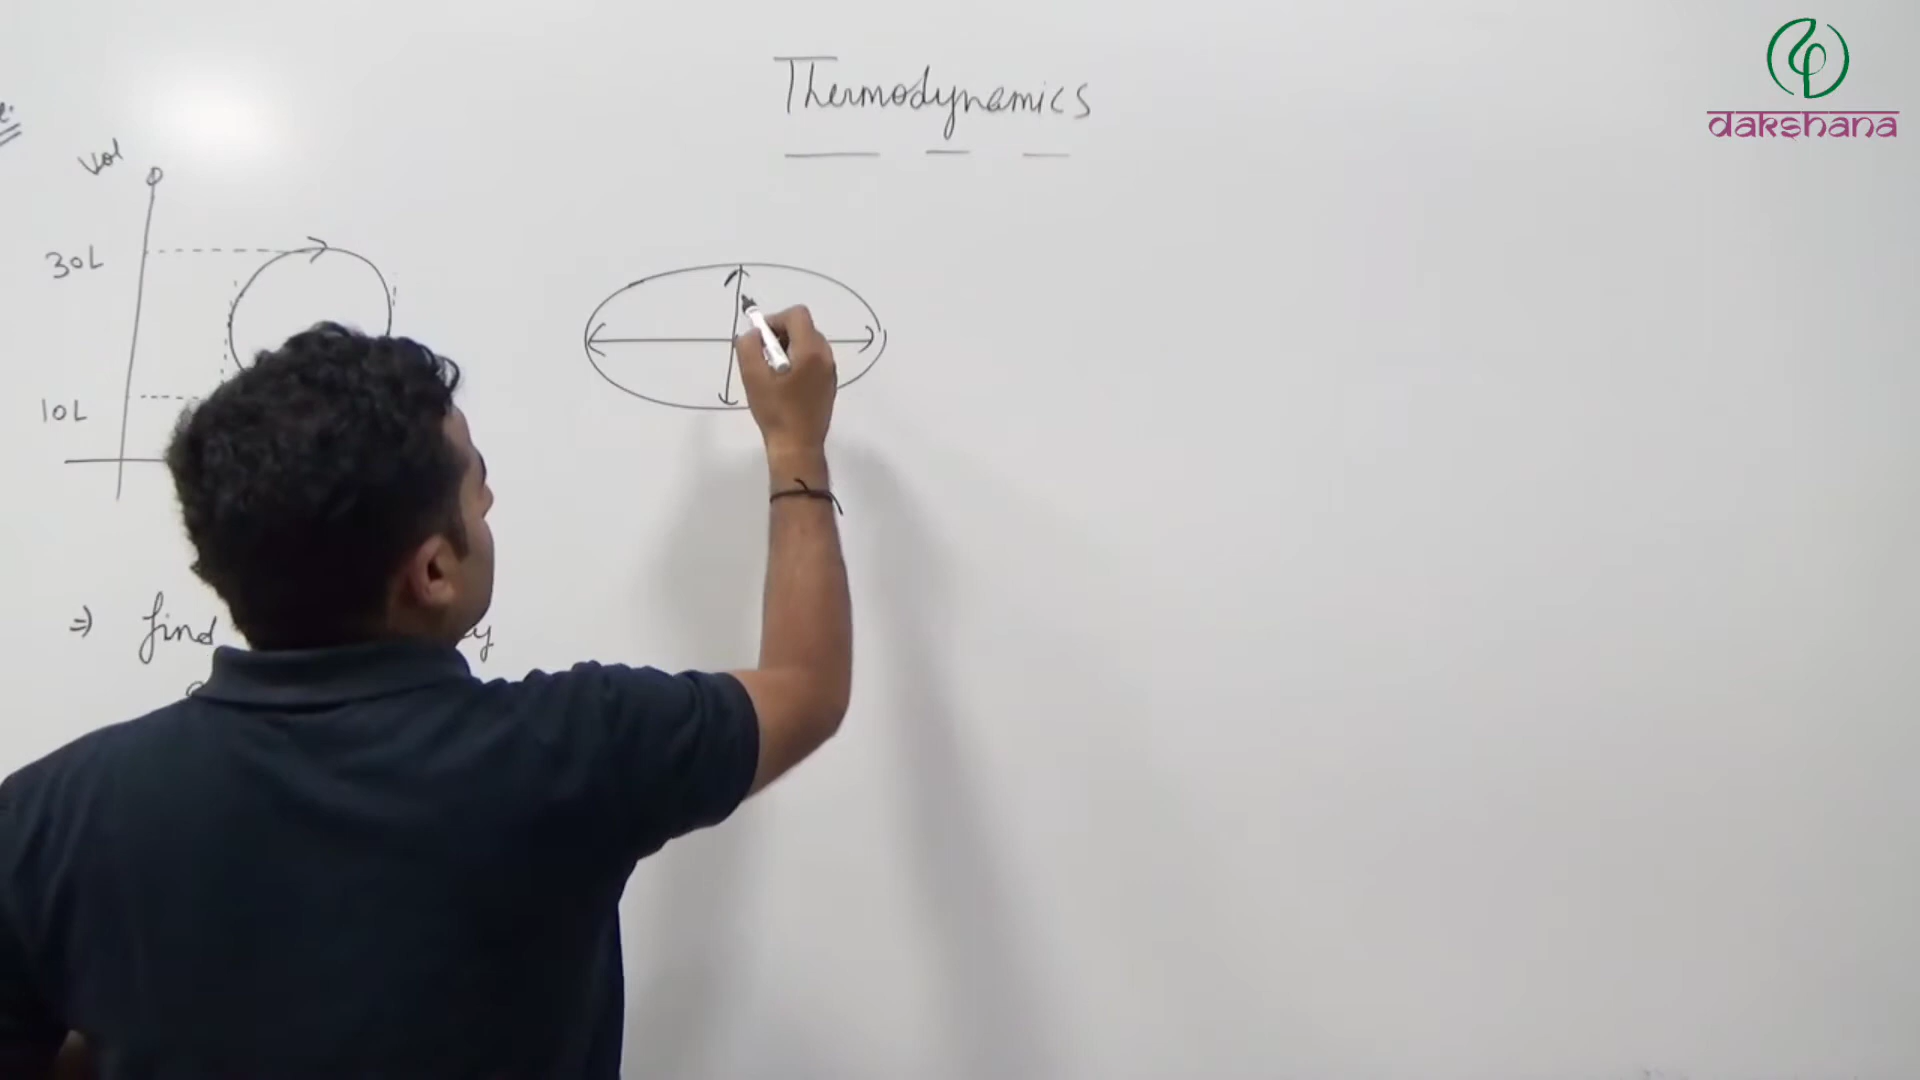 Thermodynamics
dakshana
Vol
30L
10L
=> find